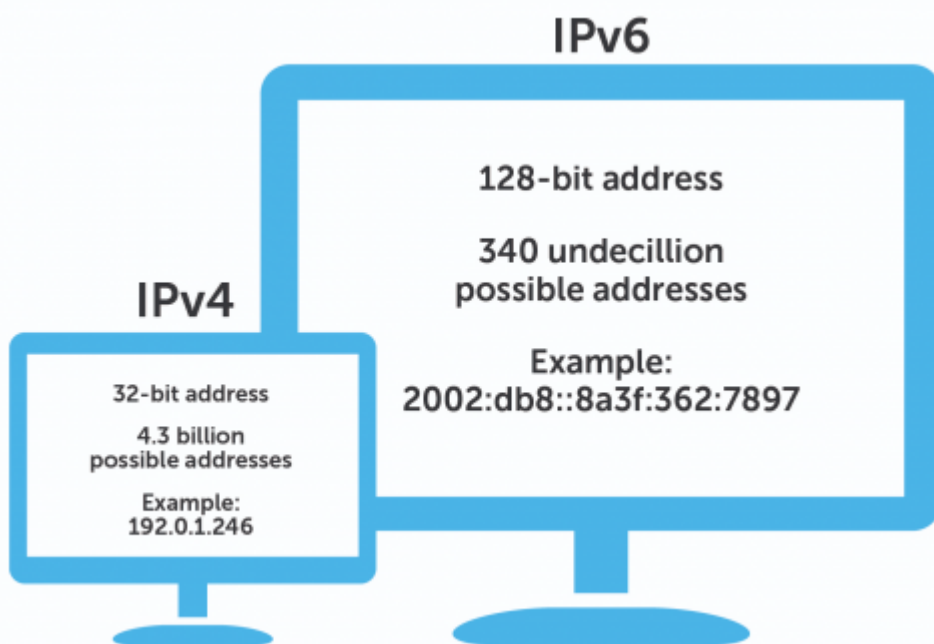 IPv6
128-bit address
340 undecillion
possible addresses
Example:
2002:db8::8a3f:362:7897
IPv4
32-bit address
4.3 billion
possible addresses
Example:
192.0.1.246